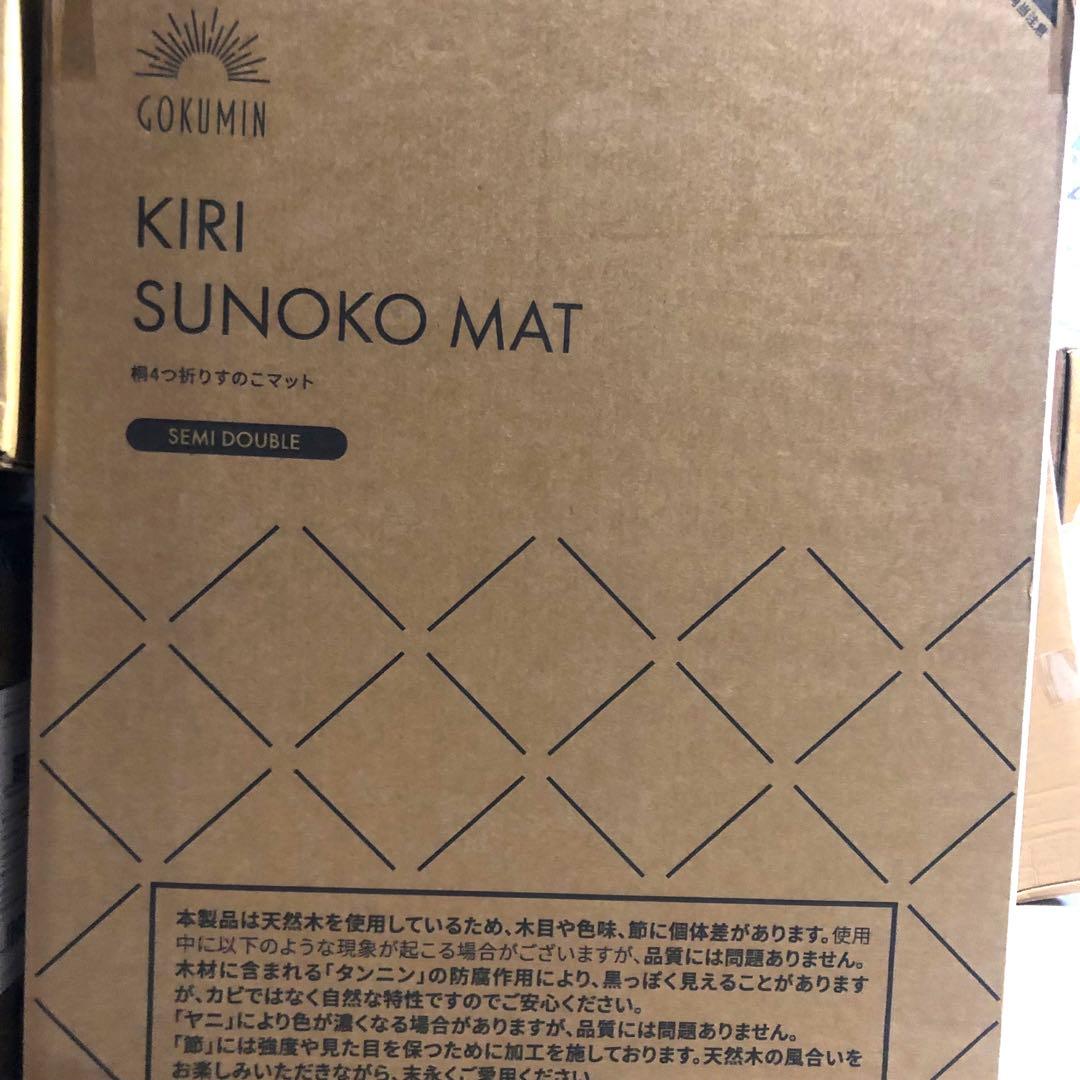 GOKUMIN
KIRI
SUNOKO MAT
桐4つ折りすのこマット
SEMI DOUBLE
本製品は天然木を使用しているため、木目や色味、節に個体差があります。使用
中に以下のような現象が起こる場合がございますが、品質には問題ありません。
木材に含まれる「タンニン」の防腐作用により、黒っぽく見えることがあります
が、カビではなく自然な特性ですのでご安心ください。
「ヤニ」により色が濃くなる場合がありますが、品質には問題ありません。
「節」には強度や見た目を保つために加工を施しております。天然木の風合いを
お楽しみいただきながら、末永くご愛用ください